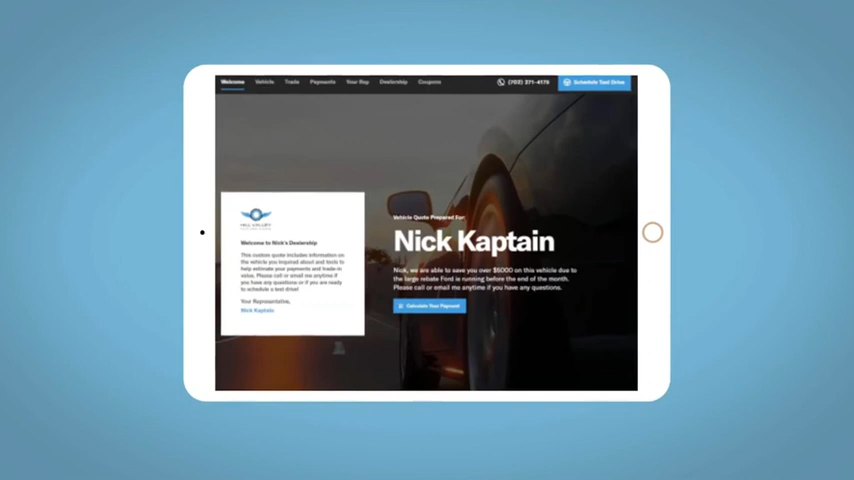 Welcome Vehicle Trade Payments Your Rep Dealership Coupons (702) 371-4178 Schedule Test Drive
HILL VALLEY
Welcome to Nick's Dealership
This custom quote includes information on
the vehicle you inquired about and tools to
help estimate your payments and trade-in
value. Please call or email me anytime if
you have any questions or if you are ready
to schedule a test drive!
Your Representative,
Nick Kaptain
Vehicle Quote Prepared For:
Nick Kaptain
Nick, we are able to save you over $5000 on this vehicle due to
the large rebate Ford is running before the end of the month.
Please call or email me anytime if you have any questions.
Calculate Your Payment